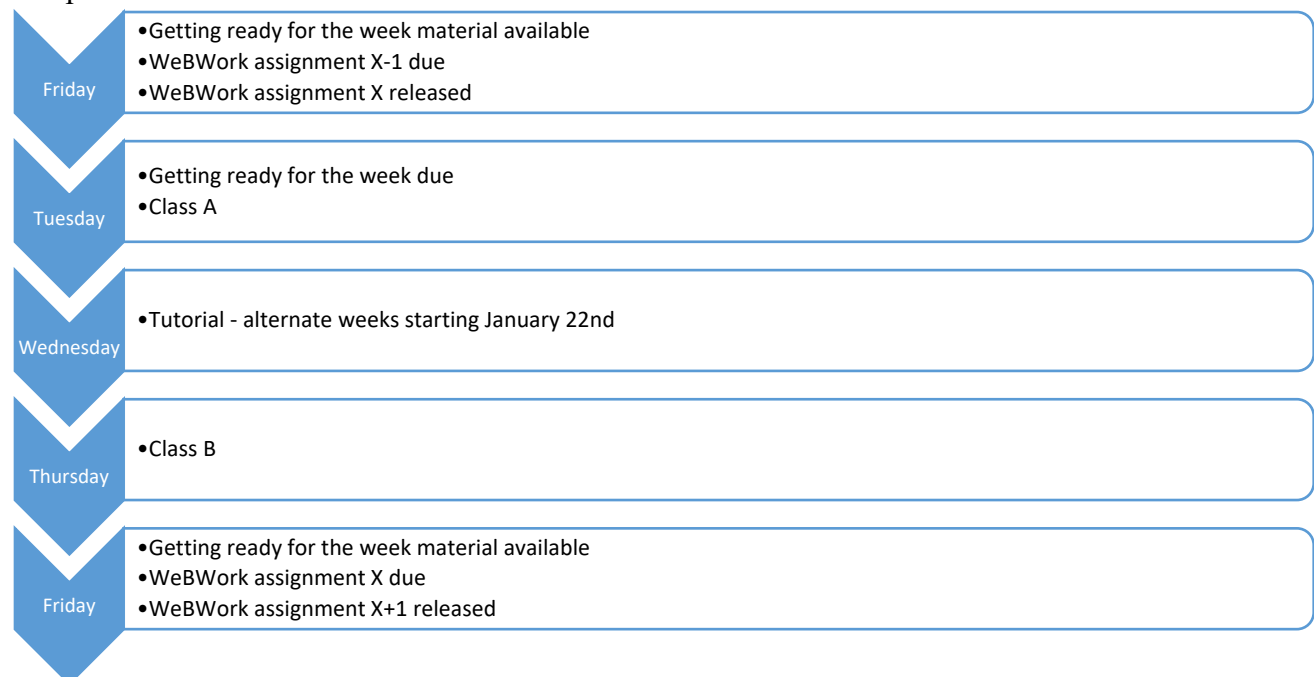 Friday
•Getting ready for the week material available
•WeBWork assignment X-1 due
•WeBWork assignment X released
Tuesday
•Getting ready for the week due
•Class A
Wednesday
•Tutorial - alternate weeks starting January 22nd
Thursday
•Class B
Friday
•Getting ready for the week material available
•WeBWork assignment X due
•WeBWork assignment X+1 released